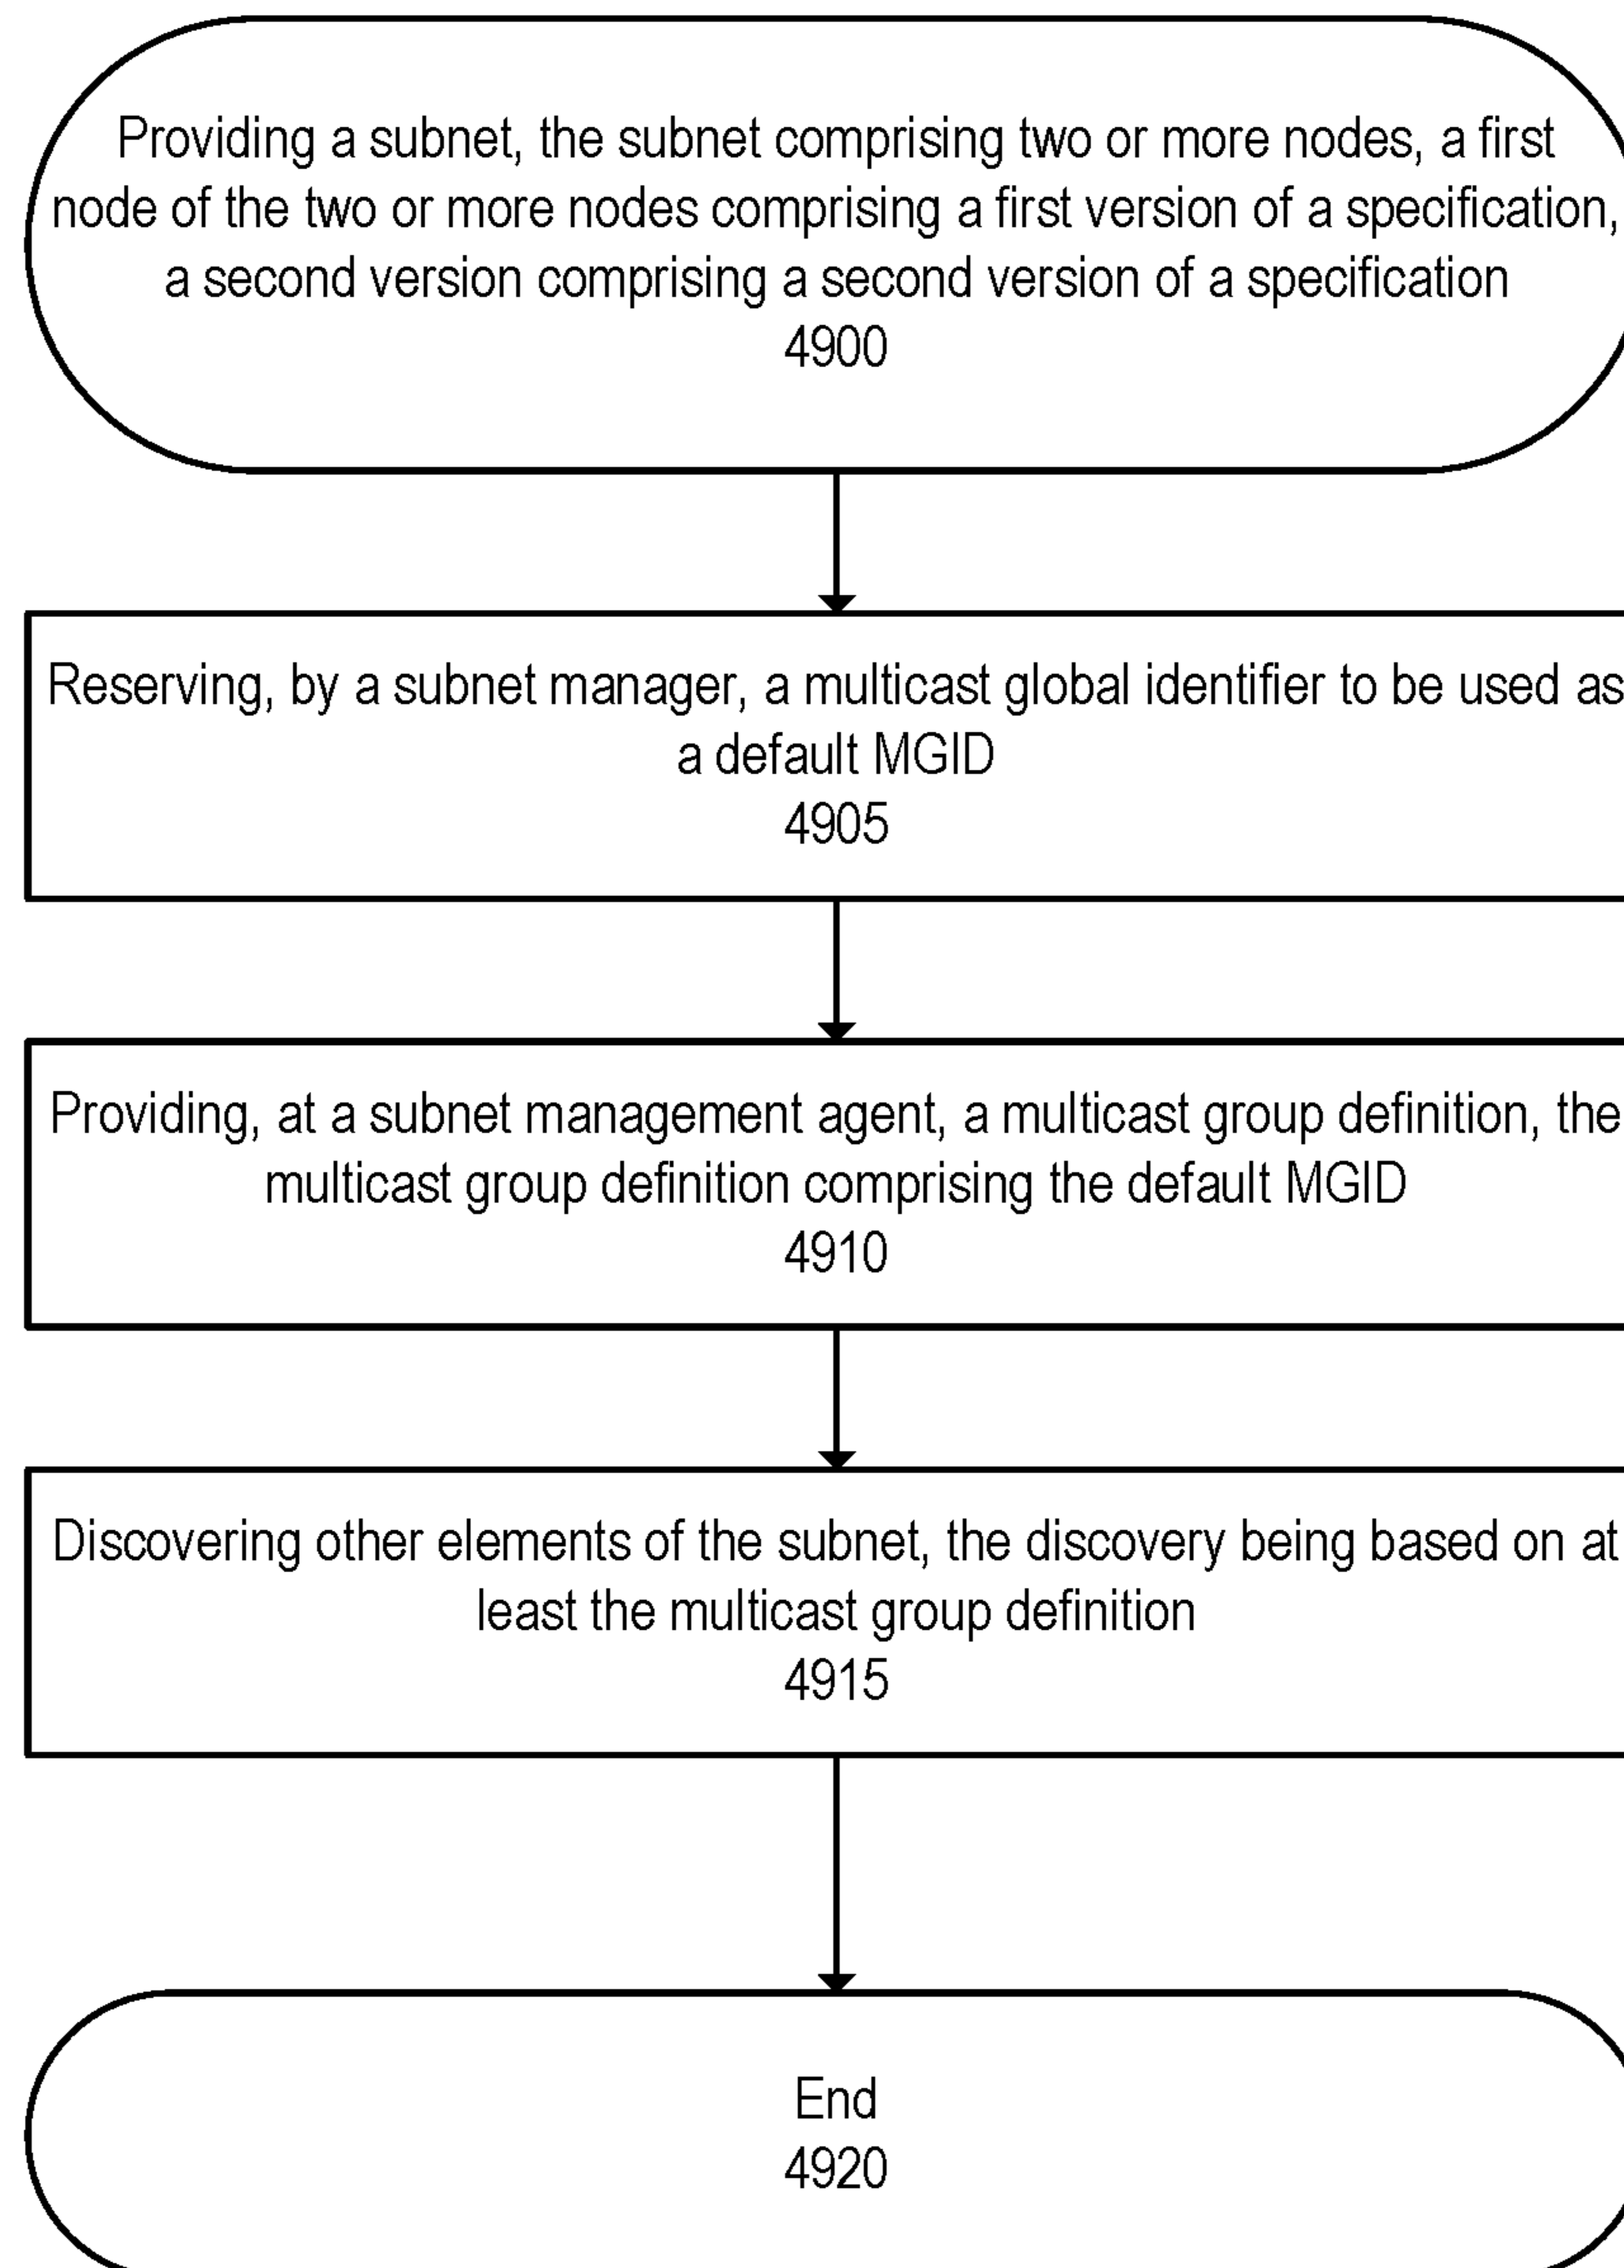 Providing a subnet, the subnet comprising two or more nodes, a first
node of the two or more nodes comprising a first version of a specification,
a second version comprising a second version of a specification
4900
Reserving, by a subnet manager, a multicast global identifier to be used as
a default MGID
4905
Providing, at a subnet management agent, a multicast group definition, the
multicast group definition comprising the default MGID
4910
Discovering other elements of the subnet, the discovery being based on at
least the multicast group definition
4915
End
4920